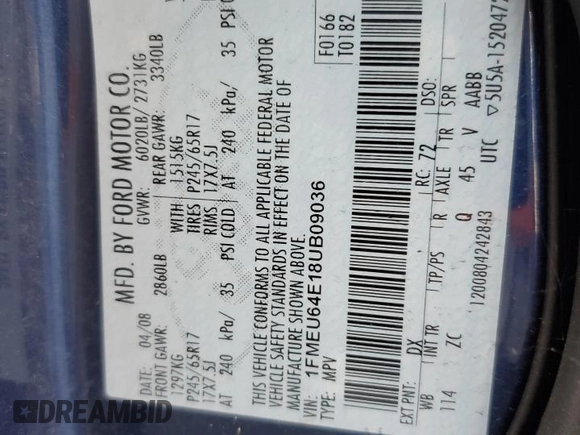 MFD. BY FORD MOTOR CO.
DATE: 04/08 GVWR: 6020LB/ 2731KG
FRONT GAWR: 2860LB REAR GAWR: 3340LB
1297KG WITH 1515KG
P245/65R17 TIRES P245/65R17
17X7.5J RIMS 17X7.5J
AT 240 kPa/ 35 PSI COLD AT 240 kPa/ 35 PSI
THIS VEHICLE CONFORMS TO ALL APPLICABLE FEDERAL MOTOR
VEHICLE SAFETY STANDARDS IN EFFECT ON THE DATE OF
MANUFACTURE SHOWN ABOVE.
VIN: 1FMEU64E18UB09036
TYPE: MPV
F0166
T0182
EXT PNT: DX RC: 72 DSO:
WB INT TR TP/PS R AXLE TR SPR
114 ZC Q 45 V AABB
1200804242843 UTC ▽5U5A-1520472
DREAMBID